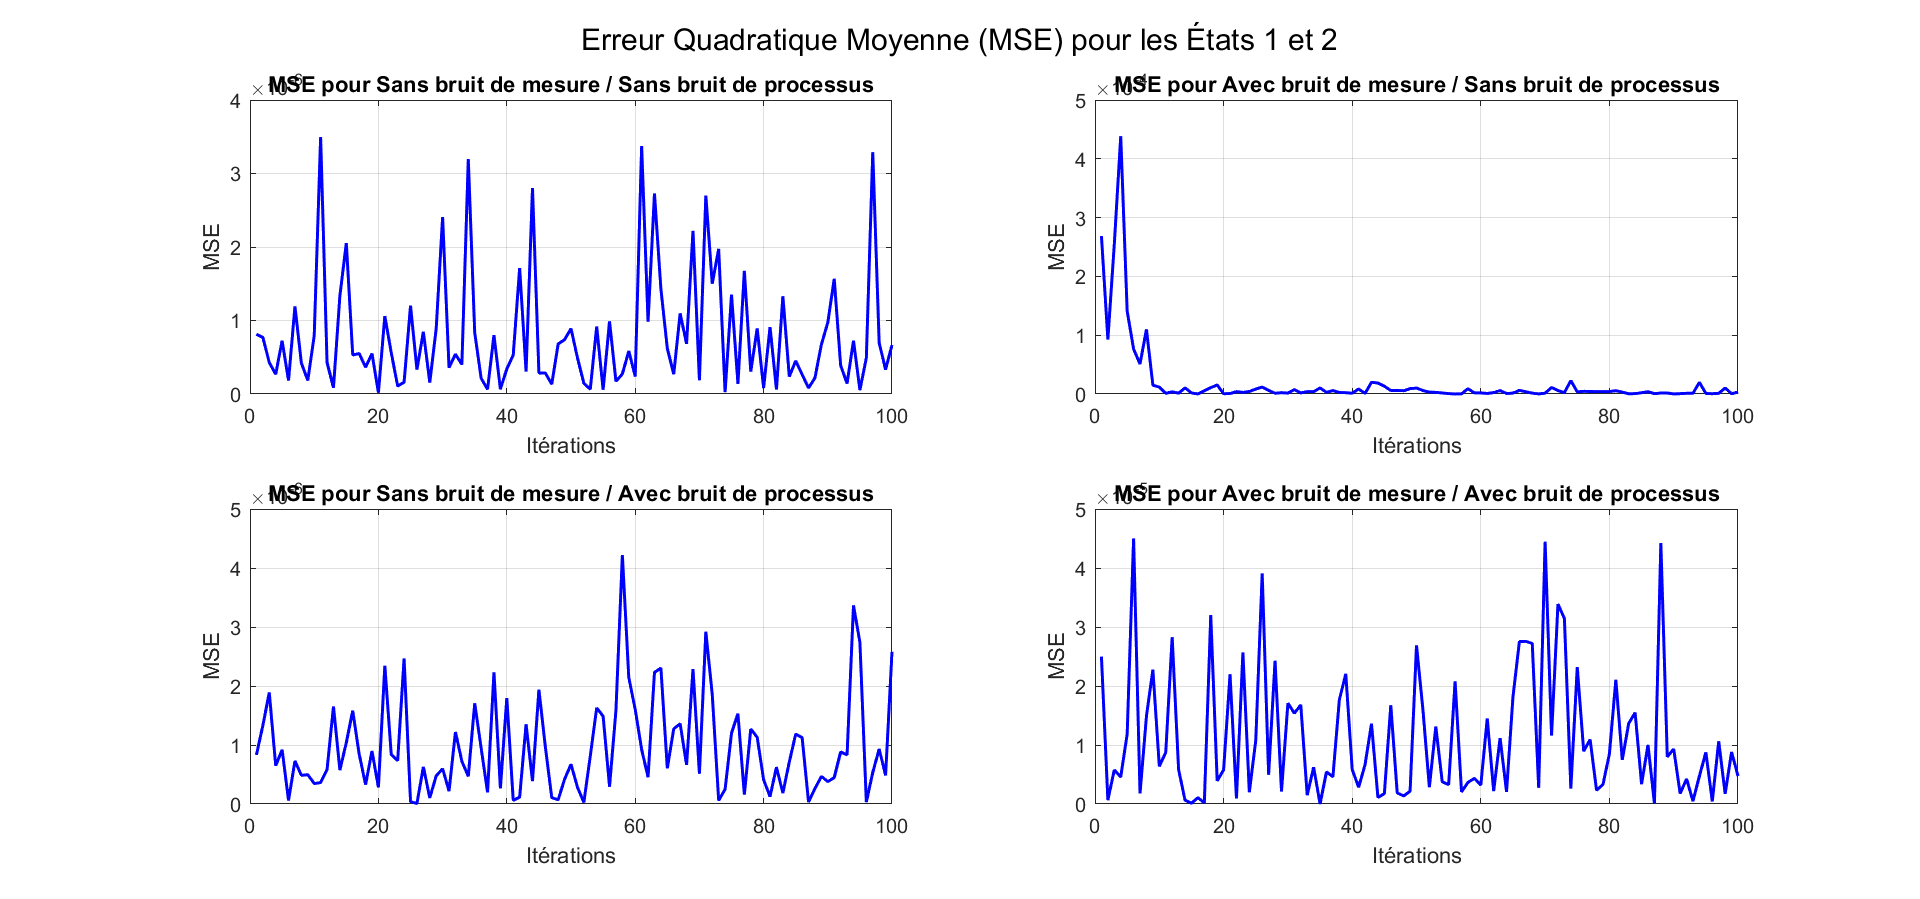 Erreur Quadratique Moyenne (MSE) pour les États 1 et 2
MSE pour Sans bruit de mesure / Sans bruit de processus
4
3
2
1
0
MSE
0 20 40 60 80 100
Itérations
MSE pour Avec bruit de mesure / Sans bruit de processus
5
4
3
2
1
0
MSE
0 20 40 60 80 100
Itérations
MSE pour Sans bruit de mesure / Avec bruit de processus
5
4
3
2
1
0
MSE
0 20 40 60 80 100
Itérations
MSE pour Avec bruit de mesure / Avec bruit de processus
5
4
3
2
1
0
MSE
0 20 40 60 80 100
Itérations